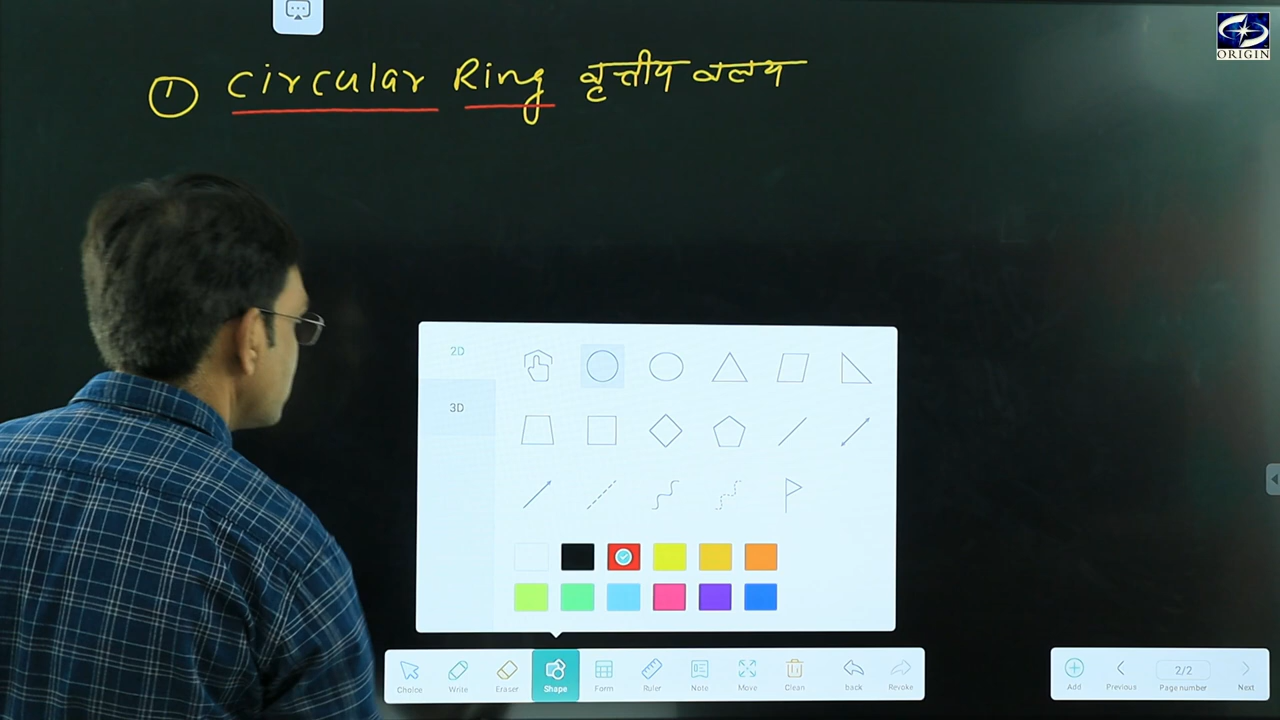 ① Circular Ring वृत्तीय वलय
ORIGIN
2D
3D
Choice Write Eraser Shape Form Ruler Note Move Clean back Revoke
Add Previous 2/2 Page number Next